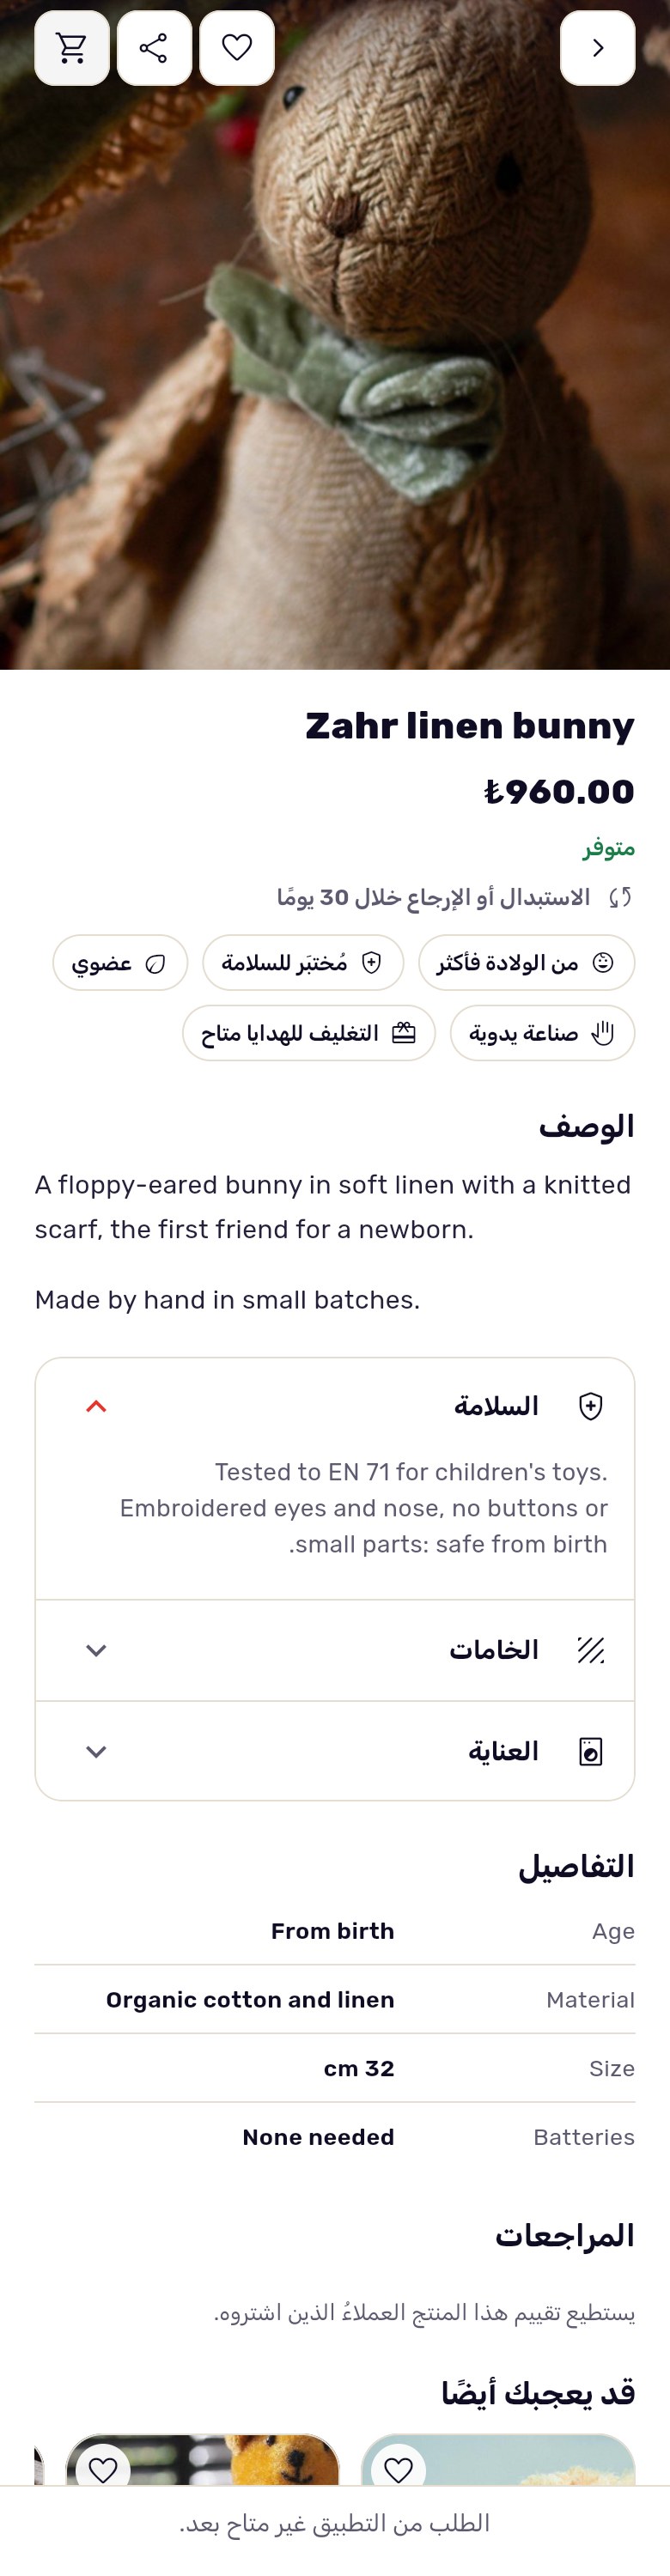 Zahr linen bunny
₺960.00
متوفر
الاستبدال أو الإرجاع خلال 30 يومًا
من الولادة فأكثر
مُختبَر للسلامة
عضوي
صناعة يدوية
التغليف للهدايا متاح
الوصف
A floppy-eared bunny in soft linen with a knitted
scarf, the first friend for a newborn.
Made by hand in small batches.
السلامة
Tested to EN 71 for children's toys.
Embroidered eyes and nose, no buttons or
.small parts: safe from birth
الخامات
العناية
التفاصيل
Age
From birth
Material
Organic cotton and linen
Size
cm 32
Batteries
None needed
المراجعات
يستطيع تقييم هذا المنتج العملاءُ الذين اشتروه.
قد يعجبك أيضًا
الطلب من التطبيق غير متاح بعد.